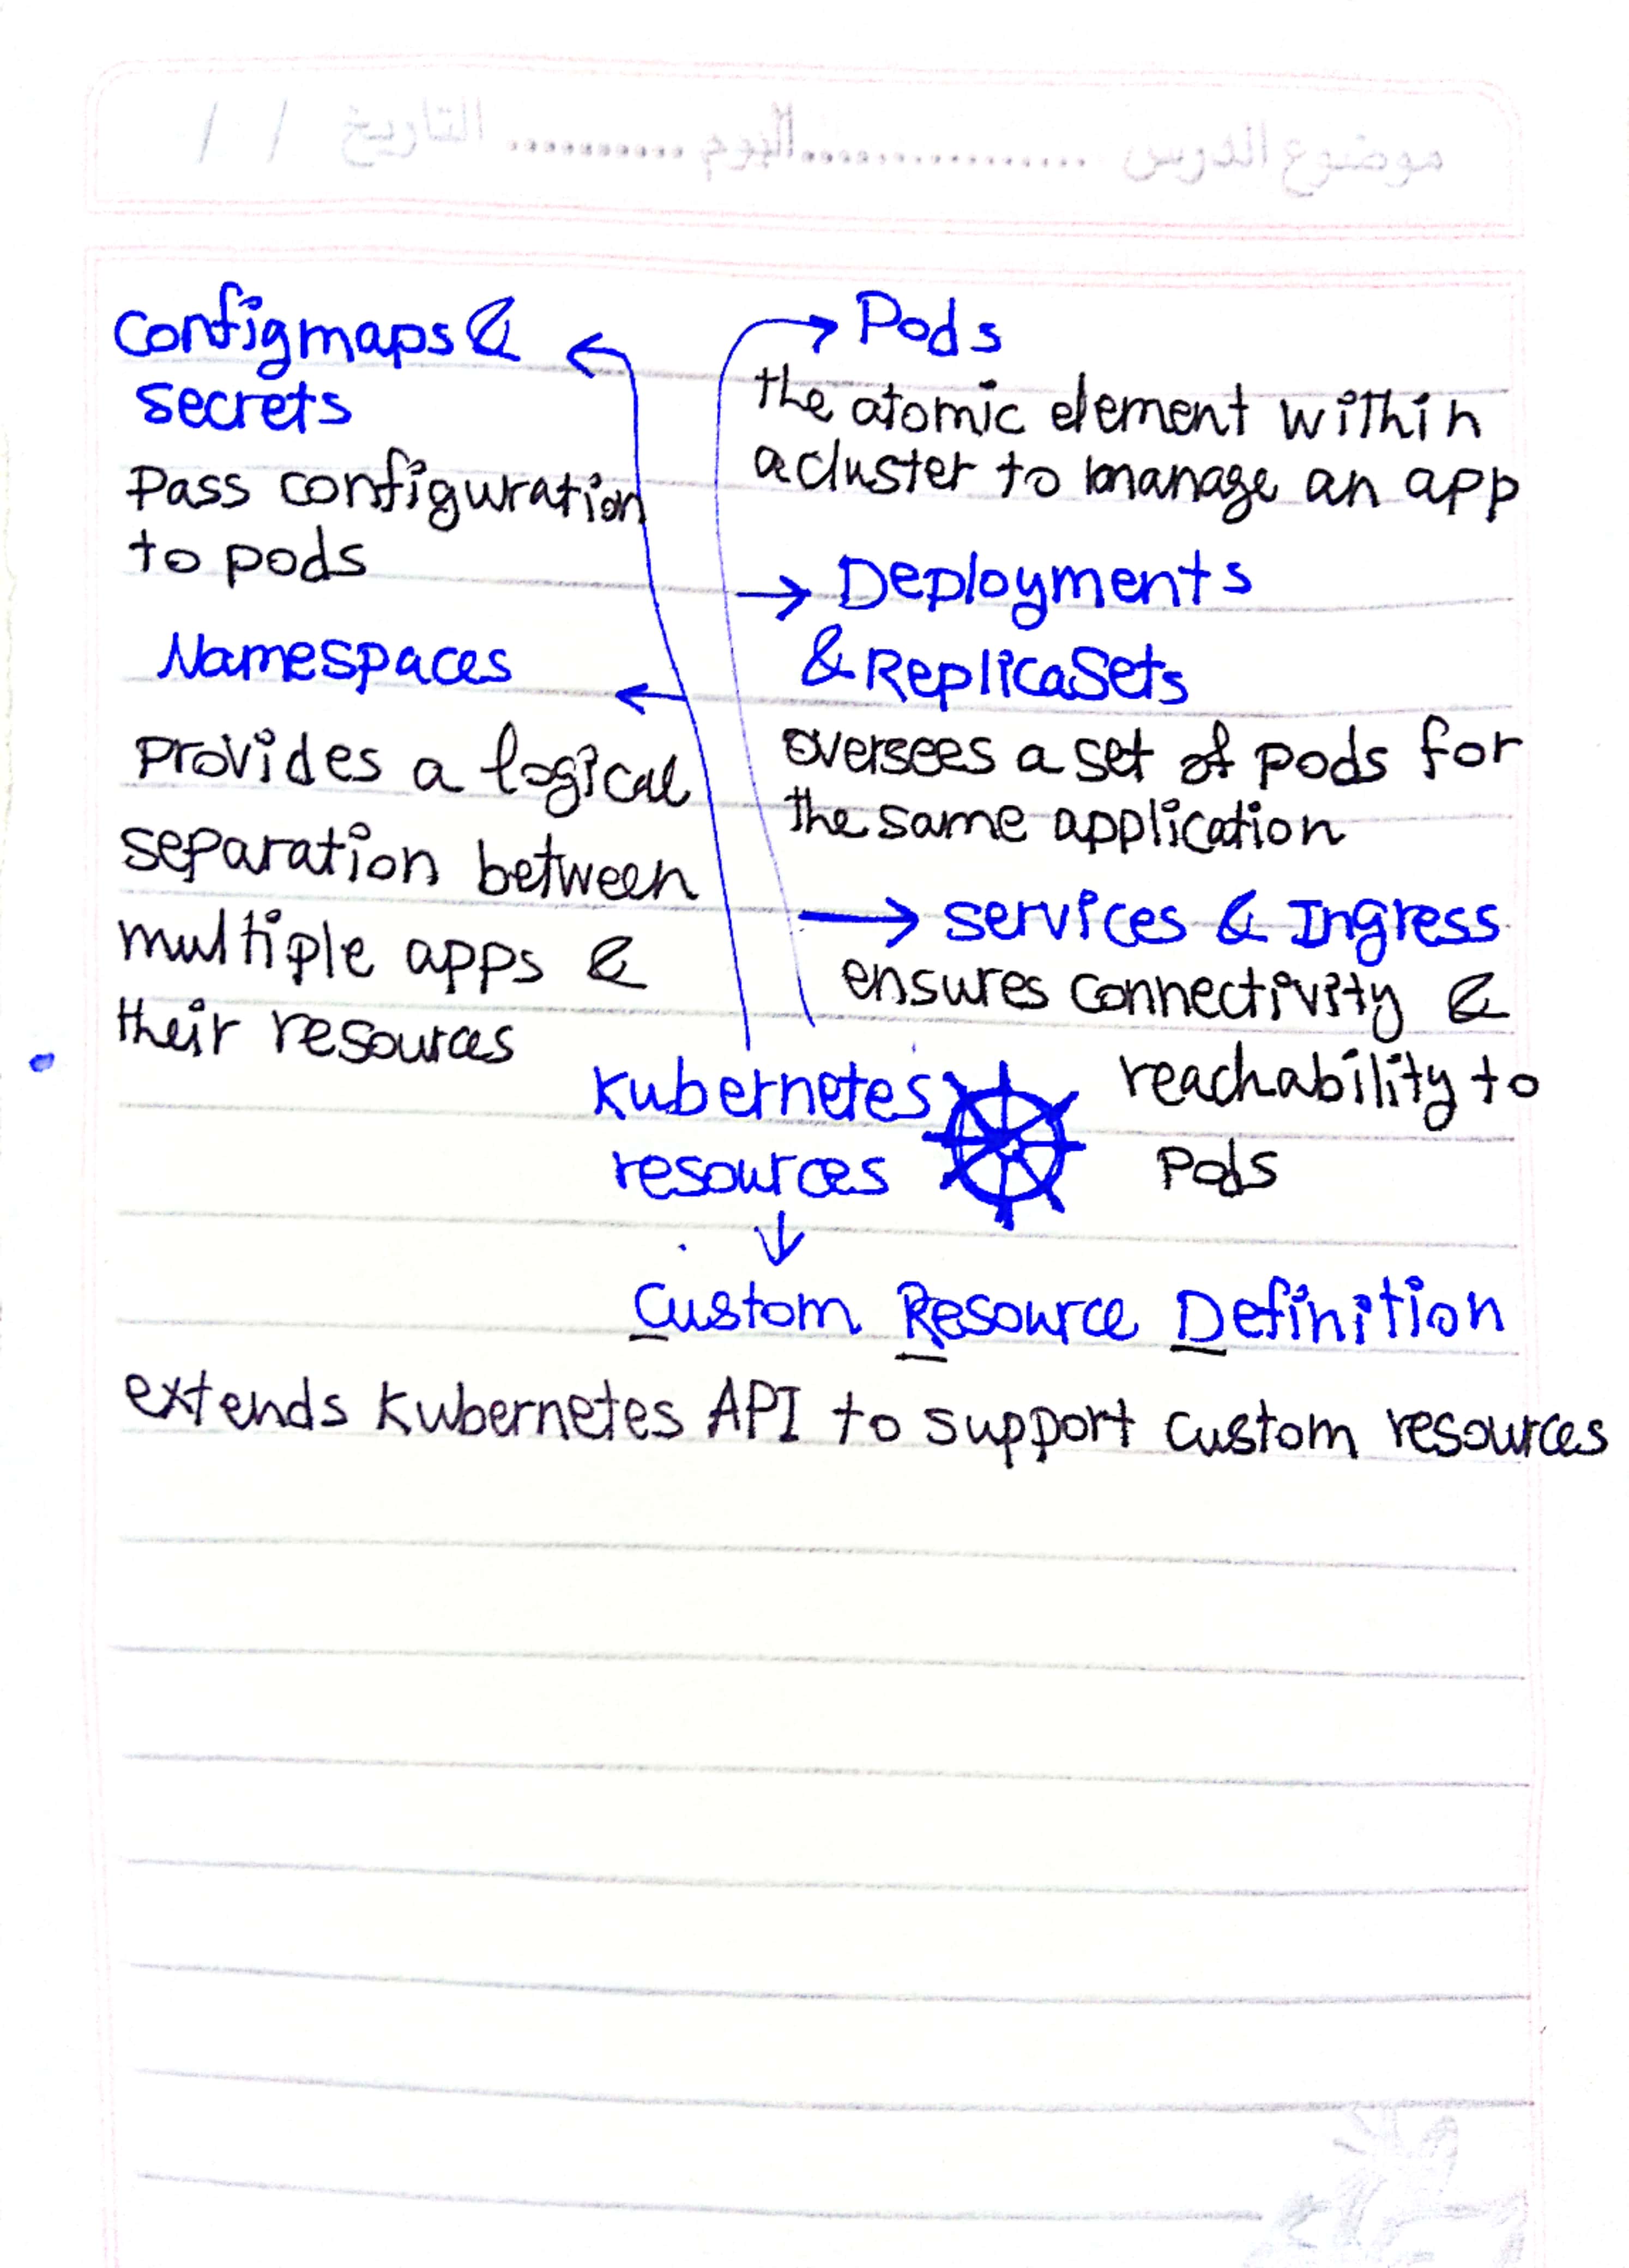 موضوع الدرس ................ اليوم ............ التاريخ / /
Configmaps &
Secrets
Pass configuration
to pods
Namespaces
Provides a logical
separation between
multiple apps &
their resources
Pods
the atomic element within
a cluster to manage an app
Deployments
& ReplicaSets
oversees a set of pods for
the same application
services & Ingress
ensures connectivity &
reachability to
Pods
Kubernetes
resources
Custom Resource Definition
extends Kubernetes API to support custom resources